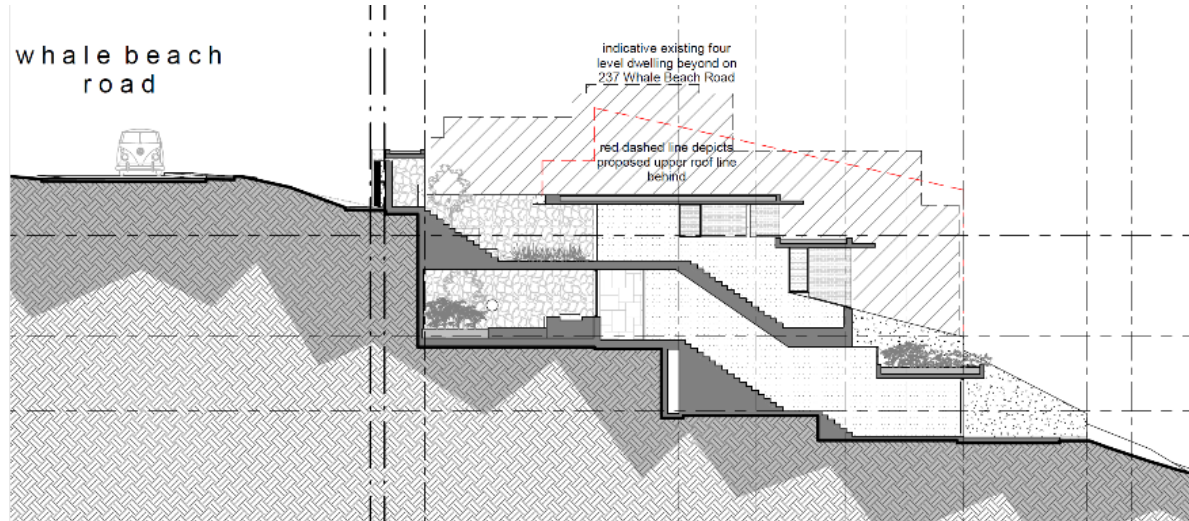 whale beach
road
indicative existing four
level dwelling beyond on
237 Whale Beach Road
red dashed line depicts
proposed upper roof line
behind